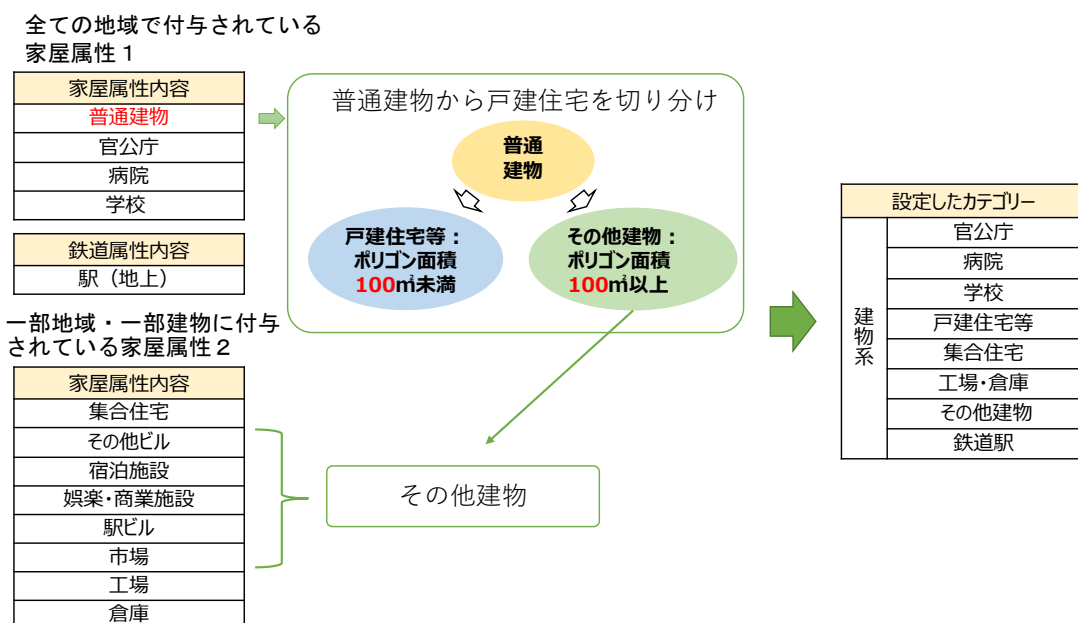 全ての地域で付与されている
家屋属性1
家屋属性内容
普通建物
官公庁
病院
学校
鉄道属性内容
駅（地上）
一部地域・一部建物に付与
されている家屋属性2
家屋属性内容
集合住宅
その他ビル
宿泊施設
娯楽・商業施設
駅ビル
市場
工場
倉庫
普通建物から戸建住宅を切り分け
普通
建物
戸建住宅等：
ポリゴン面積
100㎡未満
その他建物：
ポリゴン面積
100㎡以上
その他建物
設定したカテゴリー
建物系
官公庁
病院
学校
戸建住宅等
集合住宅
工場・倉庫
その他建物
鉄道駅